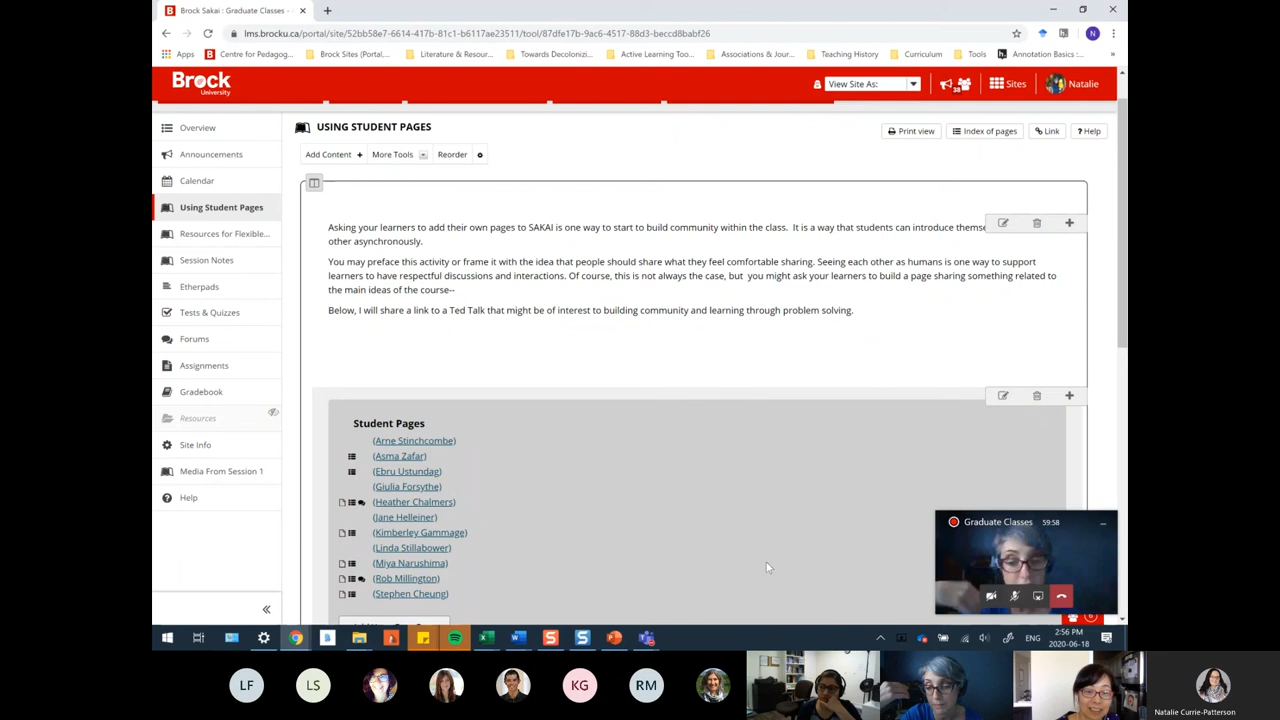 Brock Sakai : Graduate Classes -
lms.brocku.ca/portal/site/52bb58e7-6614-417b-81c1-b6117ae23511/tool/87dfe17b-9ac6-4517-88d3-beccd8babf26
Apps Centre for Pedagog... Brock Sites (Portal,... Literature & Resour... Towards Decolonizi... Active Learning Too... Associations & Jour... Teaching History Curriculum Tools Annotation Basics :... »
Brock University View Site As: 38 Sites Natalie
Overview
Announcements
Calendar
Using Student Pages
Resources for Flexible...
Session Notes
Etherpads
Tests & Quizzes
Forums
Assignments
Gradebook
Resources
Site Info
Media From Session 1
Help
USING STUDENT PAGES
Print view Index of pages Link ? Help
Add Content + More Tools Reorder
Asking your learners to add their own pages to SAKAI is one way to start to build community within the class. It is a way that students can introduce themse
other asynchronously.
You may preface this activity or frame it with the idea that people should share what they feel comfortable sharing. Seeing each other as humans is one way to support
learners to have respectful discussions and interactions. Of course, this is not always the case, but you might ask your learners to build a page sharing something related to
the main ideas of the course--
Below, I will share a link to a Ted Talk that might be of interest to building community and learning through problem solving.
Student Pages
(Arne Stinchcombe)
(Asma Zafar)
(Ebru Ustundag)
(Giulia Forsythe)
(Heather Chalmers)
(Jane Helleiner)
(Kimberley Gammage)
(Linda Stillabower)
(Miya Narushima)
(Rob Millington)
(Stephen Cheung)
Graduate Classes 59:58
ENG 2:56 PM
2020-06-18
LF LS KG RM
Natalie Currie-Patterson